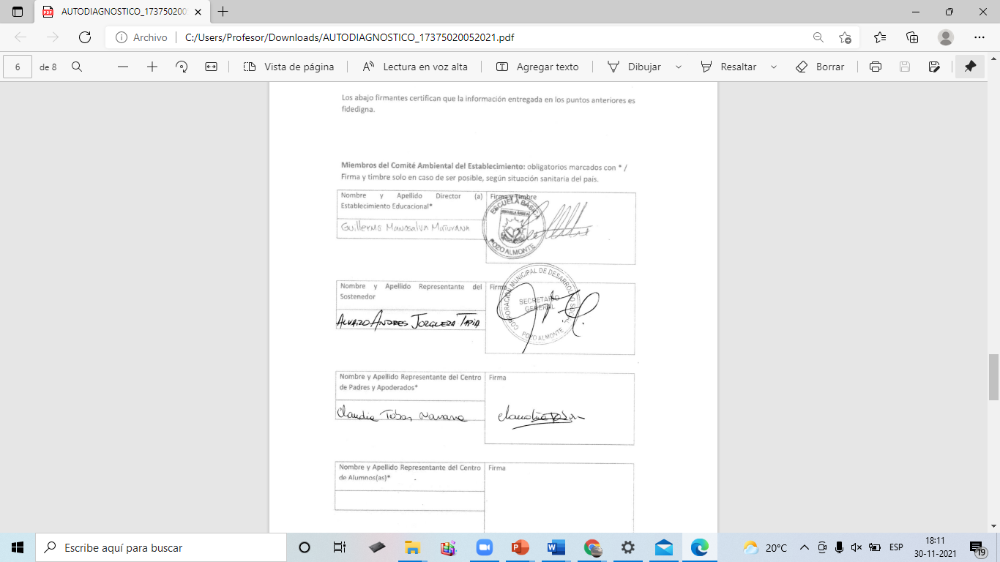 AUTODIAGNOSTICO_1737502005
Archivo C:/Users/Profesor/Downloads/AUTODIAGNOSTICO_17375020052021.pdf
6 de 8 Vista de página Lectura en voz alta Agregar texto Dibujar Resaltar Borrar
Los abajo firmantes certifican que la información entregada en los puntos anteriores es
fidedigna.
Miembros del Comité Ambiental del Establecimiento: obligatorios marcados con * /
Firma y timbre solo en caso de ser posible, según situación sanitaria del país.
Nombre y Apellido Director (a)
Establecimiento Educacional*
Firma y Timbre
Guillermo Manosalva Maturana
ESCUELA BASICA
ESCUELA BASICA
POZO ALMONTE
Nombre y Apellido Representante del
Sostenedor
Firma
Alvaro Andres Jorquera Tapia
CORPORACION MUNICIPAL DE DESARROLLO SOCIAL
SECRETARIO
GENERAL
POZO ALMONTE
Nombre y Apellido Representante del Centro
de Padres y Apoderados*
Firma
Claudia Tobar
Nombre y Apellido Representante del Centro
de Alumnos(as)*
Firma
Escribe aquí para buscar
20°C
ESP
18:11
30-11-2021
19